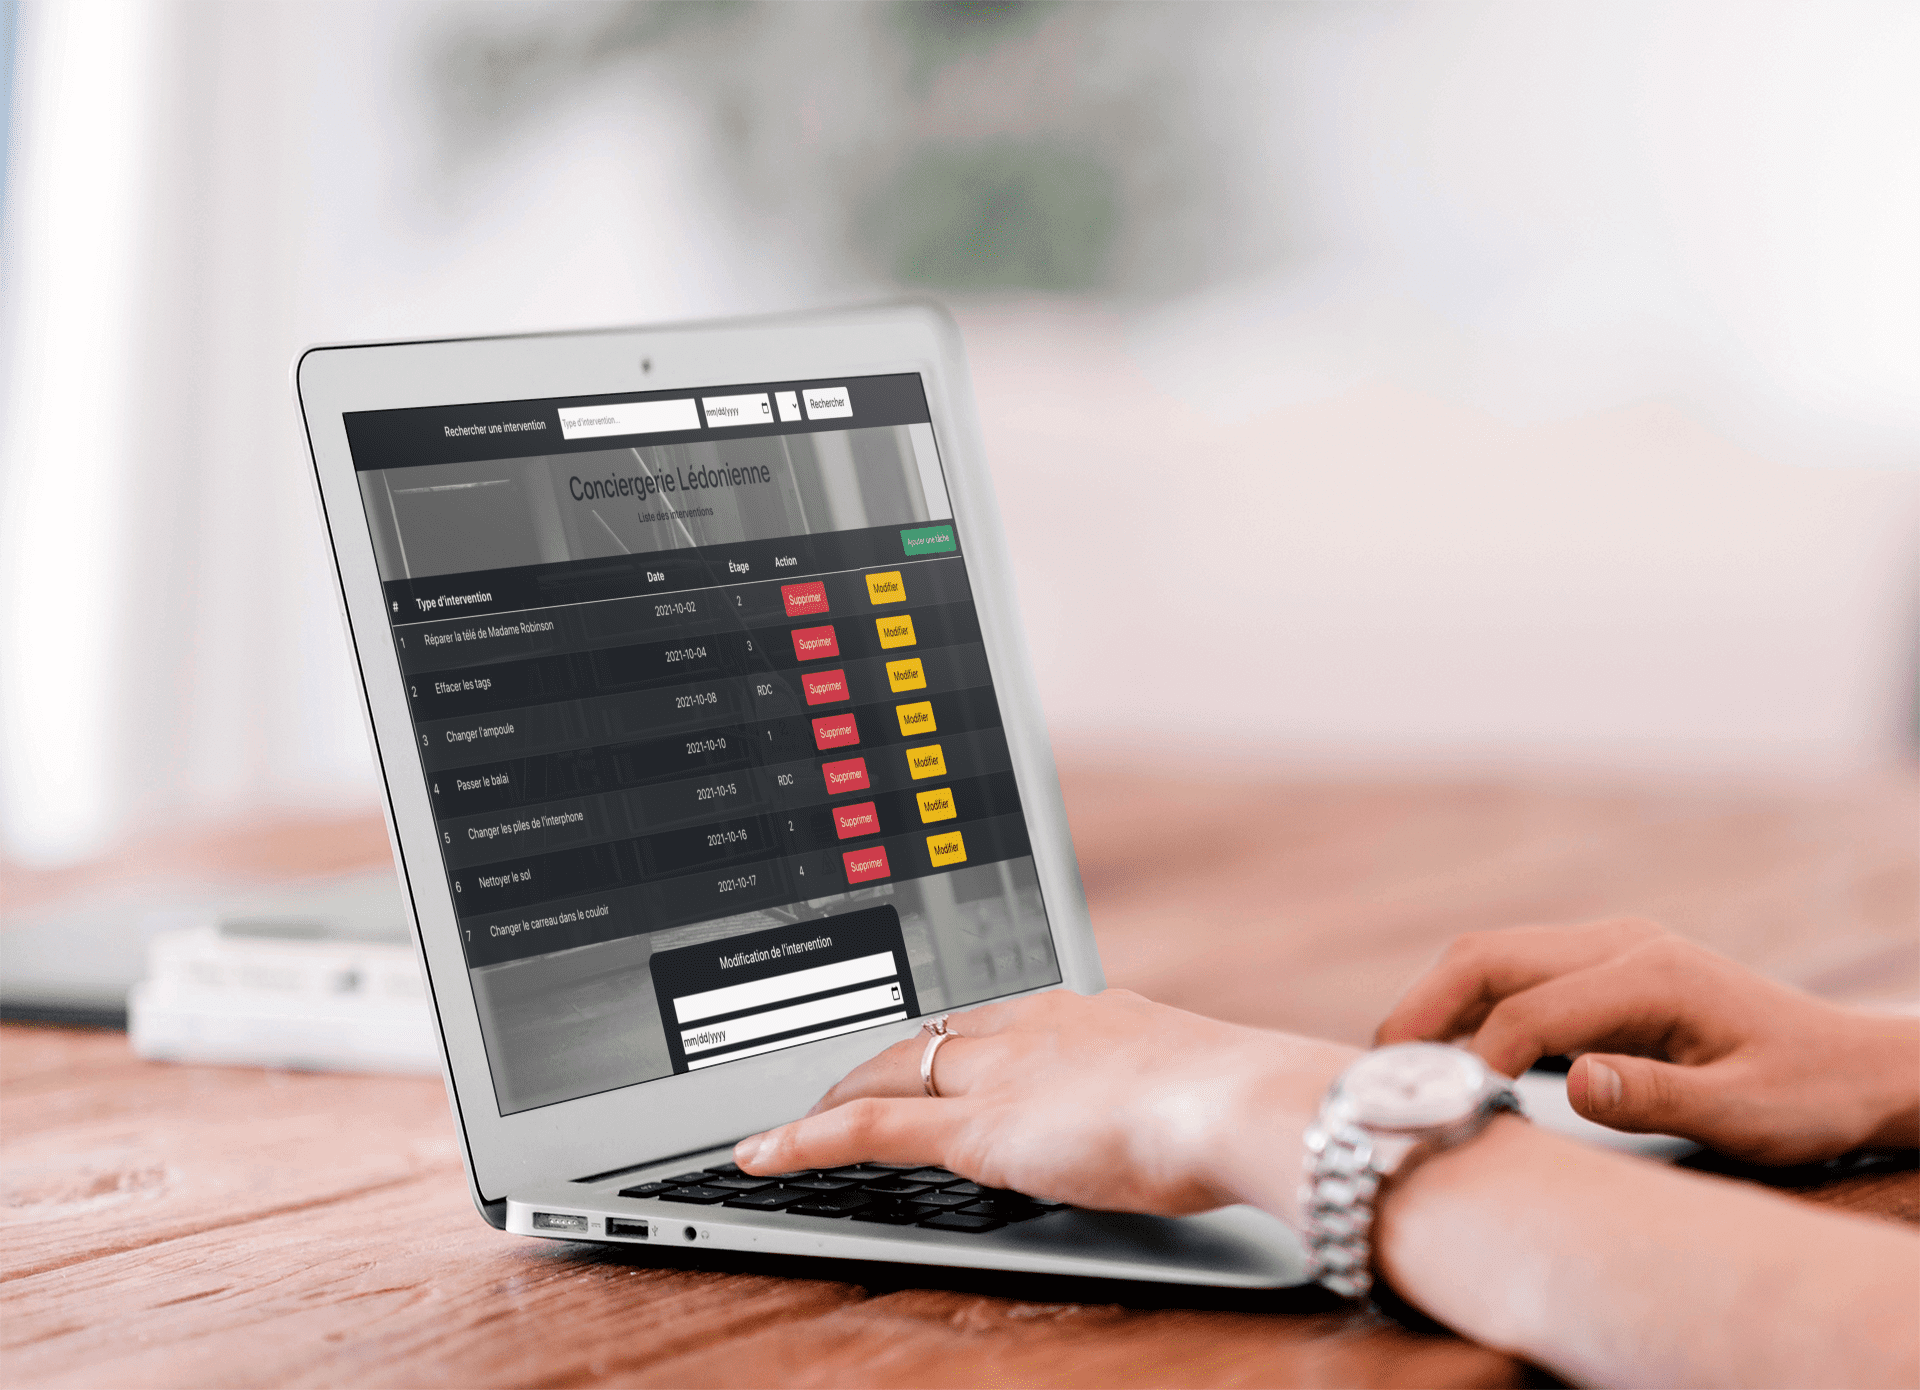 Rechercher une intervention Type d'intervention... mm/dd/yyyy Rechercher
Conciergerie Lédonienne
Liste des interventions
Ajouter une tâche
# Type d'intervention Date Étage Action
1 Réparer la télé de Madame Robinson 2021-10-02 2 Supprimer Modifier
2 Effacer les tags 2021-10-04 3 Supprimer Modifier
3 Changer l'ampoule 2021-10-08 RDC Supprimer Modifier
4 Passer le balai 2021-10-10 1 Supprimer Modifier
5 Changer les piles de l'interphone 2021-10-15 RDC Supprimer Modifier
6 Nettoyer le sol 2021-10-16 2 Supprimer Modifier
7 Changer le carreau dans le couloir 2021-10-17 4 Supprimer Modifier
Modification de l'intervention
mm/dd/yyyy